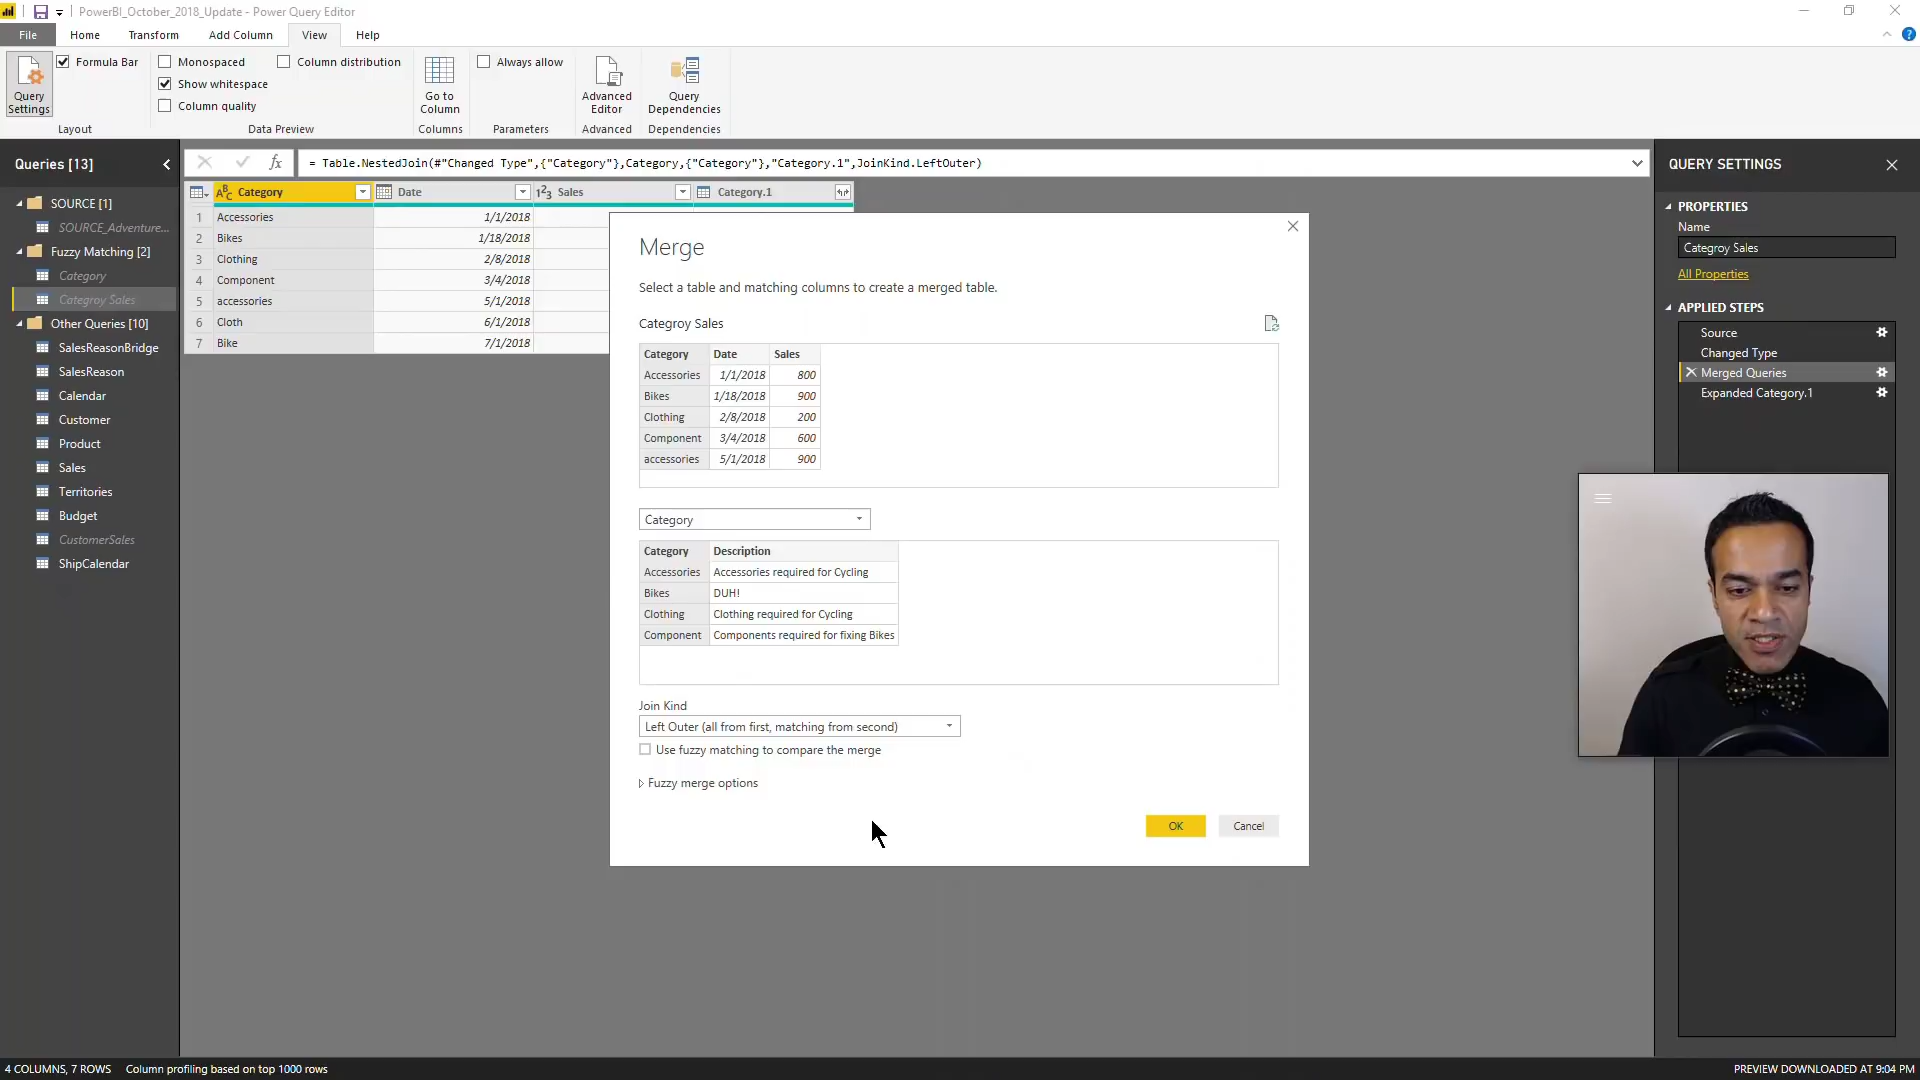 PowerBI_October_2018_Update - Power Query Editor
File Home Transform Add Column View Help
Query Settings
Formula Bar
Monospaced
Column distribution
Show whitespace
Column quality
Go to Column
Always allow
Advanced Editor
Query Dependencies
Layout Data Preview Columns Parameters Advanced Dependencies
Queries [13]
SOURCE [1]
SOURCE_Adventure...
Fuzzy Matching [2]
Category
Categroy Sales
Other Queries [10]
SalesReasonBridge
SalesReason
Calendar
Customer
Product
Sales
Territories
Budget
CustomerSales
ShipCalendar
fx = Table.NestedJoin(#"Changed Type",{"Category"},Category,{"Category"},"Category.1",JoinKind.LeftOuter)
ABC Category Date 123 Sales Category.1
1 Accessories 1/1/2018
2 Bikes 1/18/2018
3 Clothing 2/8/2018
4 Component 3/4/2018
5 accessories 5/1/2018
6 Cloth 6/1/2018
7 Bike 7/1/2018
Merge
Select a table and matching columns to create a merged table.
Categroy Sales
Category Date Sales
Accessories 1/1/2018 800
Bikes 1/18/2018 900
Clothing 2/8/2018 200
Component 3/4/2018 600
accessories 5/1/2018 900
Category
Category Description
Accessories Accessories required for Cycling
Bikes DUH!
Clothing Clothing required for Cycling
Component Components required for fixing Bikes
Join Kind
Left Outer (all from first, matching from second)
Use fuzzy matching to compare the merge
Fuzzy merge options
OK Cancel
QUERY SETTINGS
PROPERTIES
Name
Categroy Sales
All Properties
APPLIED STEPS
Source
Changed Type
Merged Queries
Expanded Category.1
4 COLUMNS, 7 ROWS Column profiling based on top 1000 rows
PREVIEW DOWNLOADED AT 9:04 PM